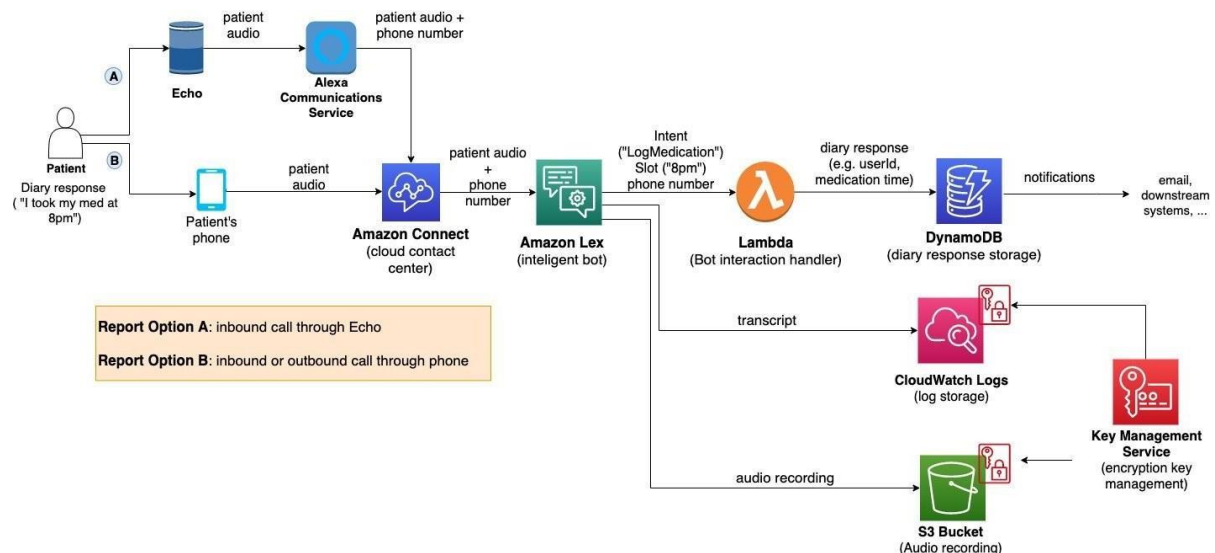 patient
audio
patient audio +
phone number
A
Echo
Alexa
Communications
Service
Patient
Diary response
( "I took my med at
8pm")
B
Patient's
phone
patient
audio
Amazon Connect
(cloud contact
center)
patient audio
+
phone
number
Amazon Lex
(inteligent bot)
Intent
("LogMedication")
Slot ("8pm")
phone number
Lambda
(Bot interaction handler)
diary response
(e.g. userId,
medication time)
DynamoDB
(diary response storage)
notifications
email,
downstream
systems, ...
Report Option A: inbound call through Echo
Report Option B: inbound or outbound call through phone
transcript
CloudWatch Logs
(log storage)
Key Management
Service
(encryption key
management)
audio recording
S3 Bucket
(Audio recording)